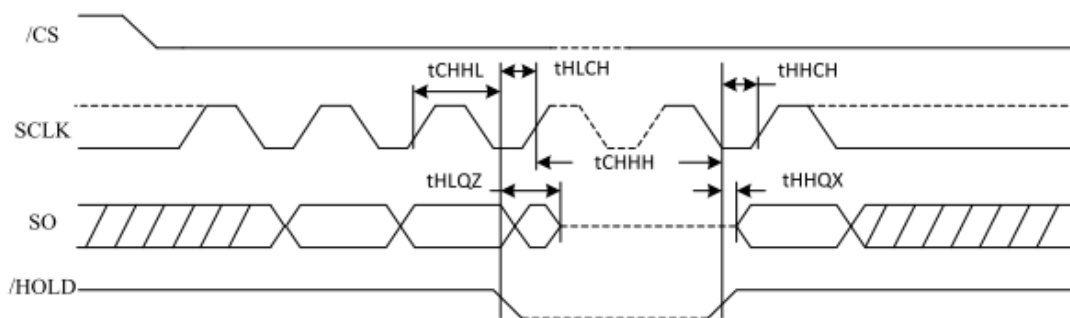 /CS
tCHHL tHLCH tHHCH
SCLK
tCHHH
tHLQZ tHHQX
SO
/HOLD